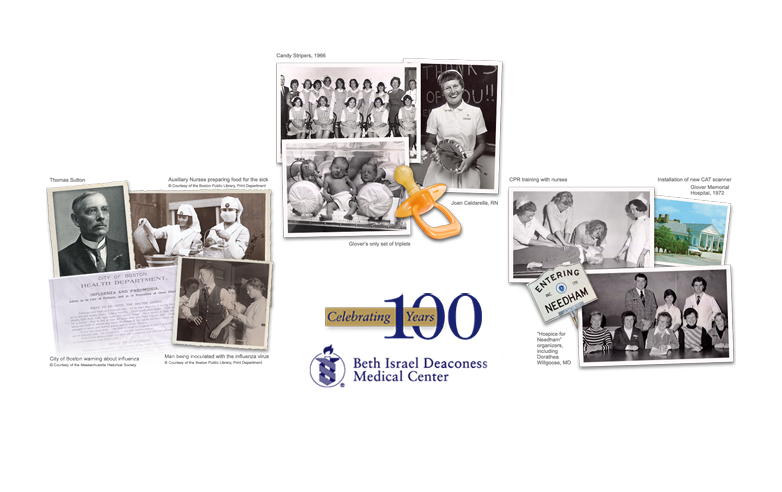 Candy Stripers, 1966
THANKS
OF
YOU!!
Joan Caldarella, RN
Glover's only set of triplets
Thomas Sutton
Auxiliary Nurses preparing food for the sick
© Courtesy of the Boston Public Library, Print Department
CITY OF BOSTON
HEALTH DEPARTMENT.
INFLUENZA AND PNEUMONIA.
City of Boston warning about influenza
© Courtesy of the Massachusetts Historical Society
Man being inoculated with the influenza virus
© Courtesy of the Boston Public Library, Print Department
Celebrating 100 Years
Beth Israel Deaconess
Medical Center
®
CPR training with nurses
Installation of new CAT scanner
Glover Memorial
Hospital, 1972
ENTERING
NEEDHAM
"Hospice for
Needham"
organizers,
including
Dorothea
Willgoose, MD